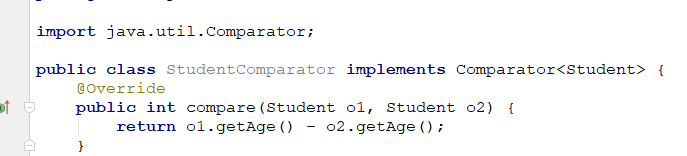 import java.util.Comparator;
public class StudentComparator implements Comparator<Student> {
@Override
public int compare(Student o1, Student o2) {
return o1.getAge() - o2.getAge();
}